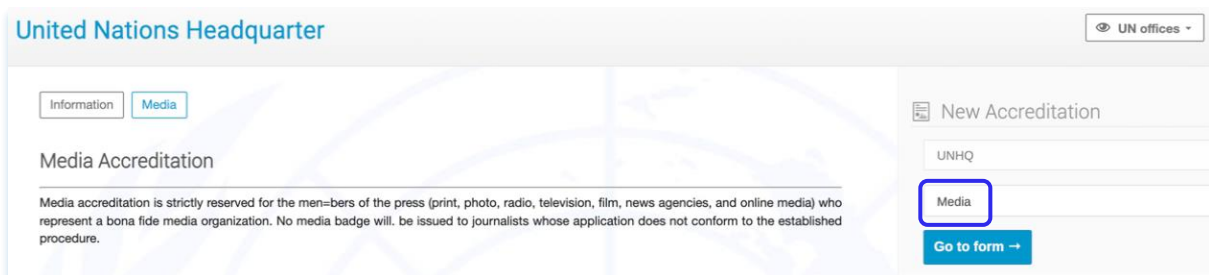 United Nations Headquarter
UN offices
Information
Media
Media Accreditation
Media accreditation is strictly reserved for the men=bers of the press (print, photo, radio, television, film, news agencies, and online media) who
represent a bona fide media organization. No media badge will. be issued to journalists whose application does not conform to the established
procedure.
New Accreditation
UNHQ
Media
Go to form →